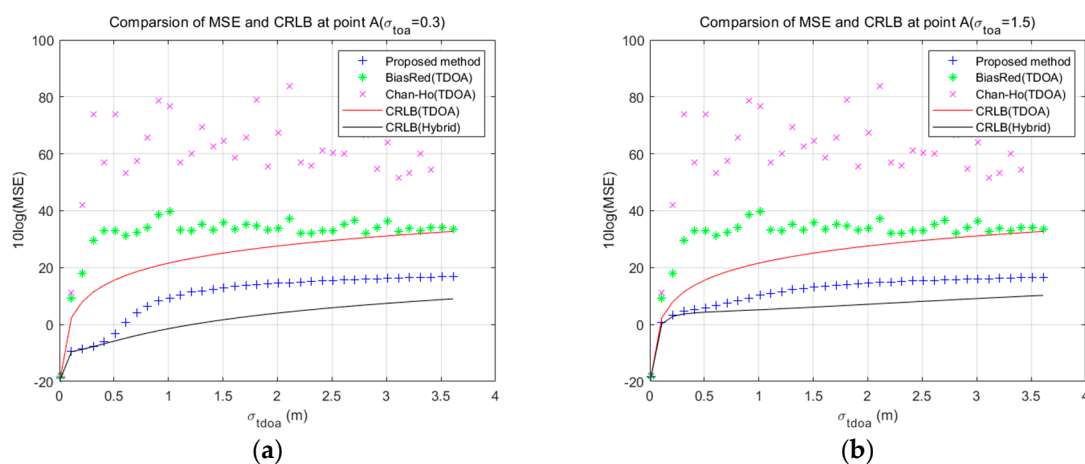 Comparsion of MSE and CRLB at point A(σtoa=0.3)
100
80
60
40
20
0
-20
10log(MSE)
Proposed method
BiasRed(TDOA)
Chan-Ho(TDOA)
CRLB(TDOA)
CRLB(Hybrid)
0 0.5 1 1.5 2 2.5 3 3.5 4
σtdoa (m)
(a)
Comparsion of MSE and CRLB at point A(σtoa=1.5)
100
80
60
40
20
0
-20
10log(MSE)
Proposed method
BiasRed(TDOA)
Chan-Ho(TDOA)
CRLB(TDOA)
CRLB(Hybrid)
0 0.5 1 1.5 2 2.5 3 3.5 4
σtdoa (m)
(b)